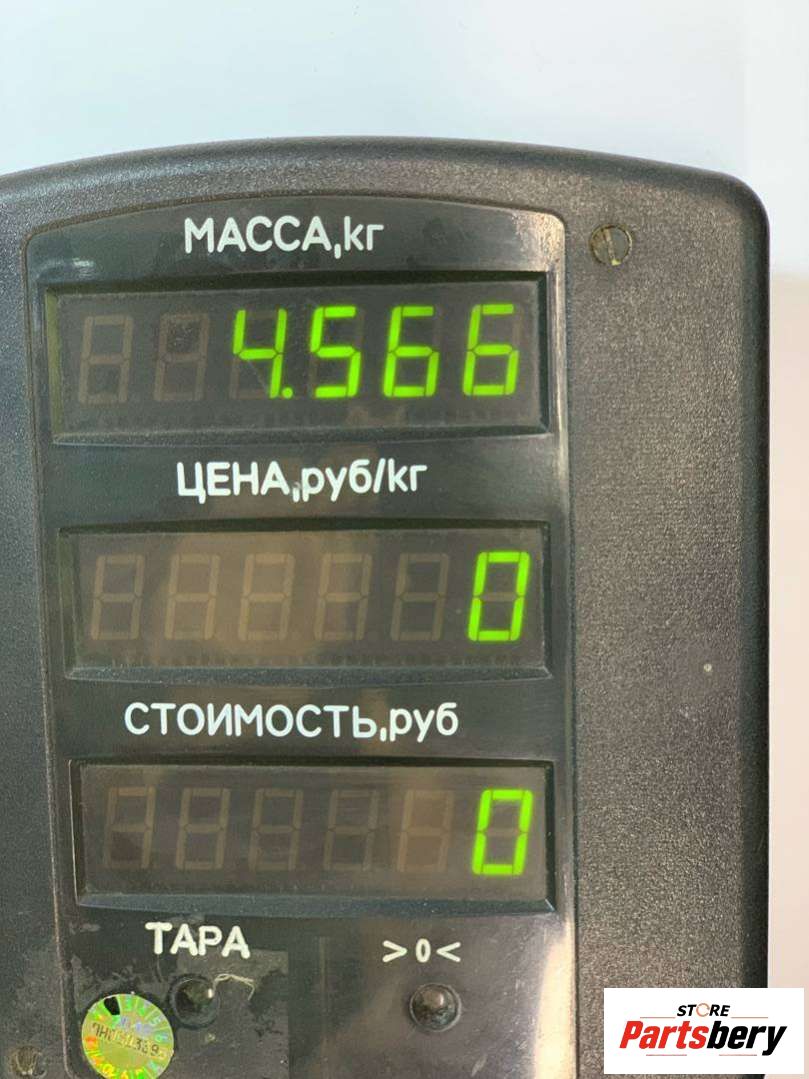 МАССА,кг
4.566
ЦЕНА,руб/кг
0
СТОИМОСТЬ,руб
0
ТАРА >0<
STORE
Partsbery